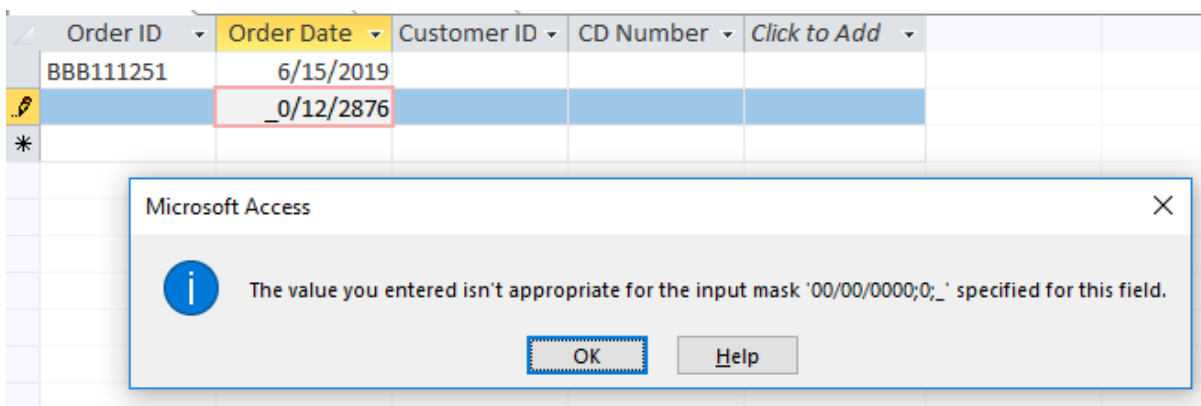 Order ID Order Date Customer ID CD Number Click to Add
BBB111251 6/15/2019
_0/12/2876
Microsoft Access
The value you entered isn't appropriate for the input mask '00/00/0000;0;_' specified for this field.
OK Help